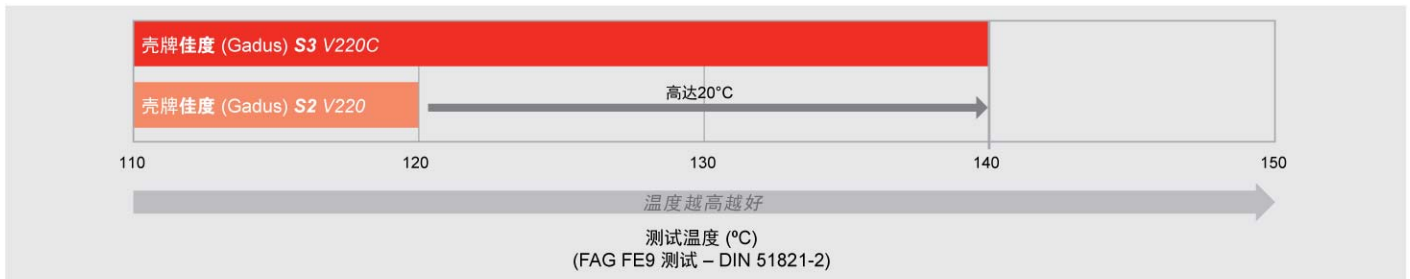 壳牌佳度 (Gadus) S3 V220C
壳牌佳度 (Gadus) S2 V220
高达20°C
110 120 130 140 150
温度越高越好
测试温度 (ºC)
(FAG FE9 测试 – DIN 51821-2)